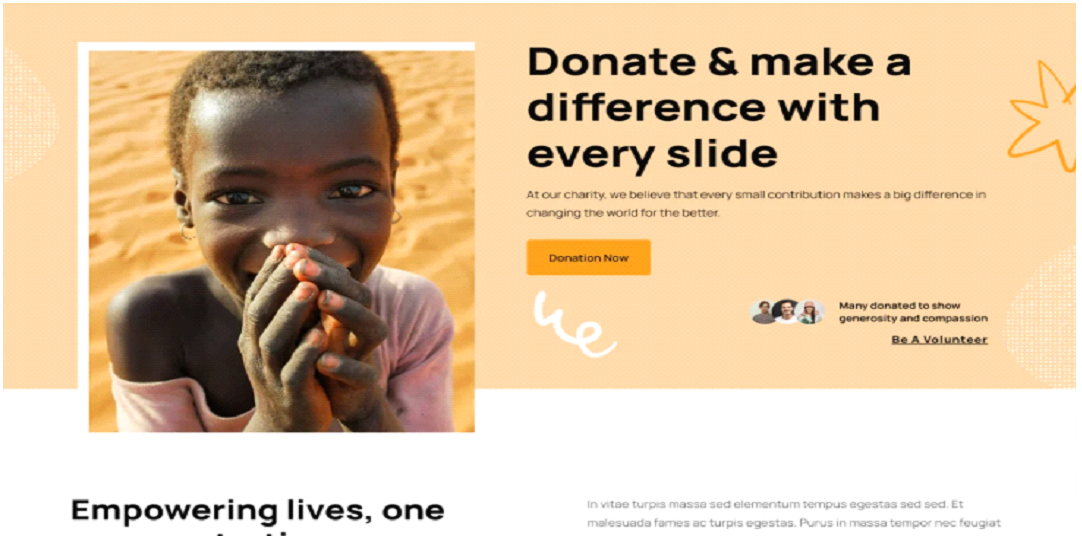 Donate & make a
difference with
every slide
At our charity, we believe that every small contribution makes a big difference in
changing the world for the better.
Donation Now
Many donated to show
generosity and compassion
Be A Volunteer
Empowering lives, one
In vitae turpis massa sed elementum tempus egestas sed sed. Et
malesuada fames ac turpis egestas. Purus in massa tempor nec feugiat